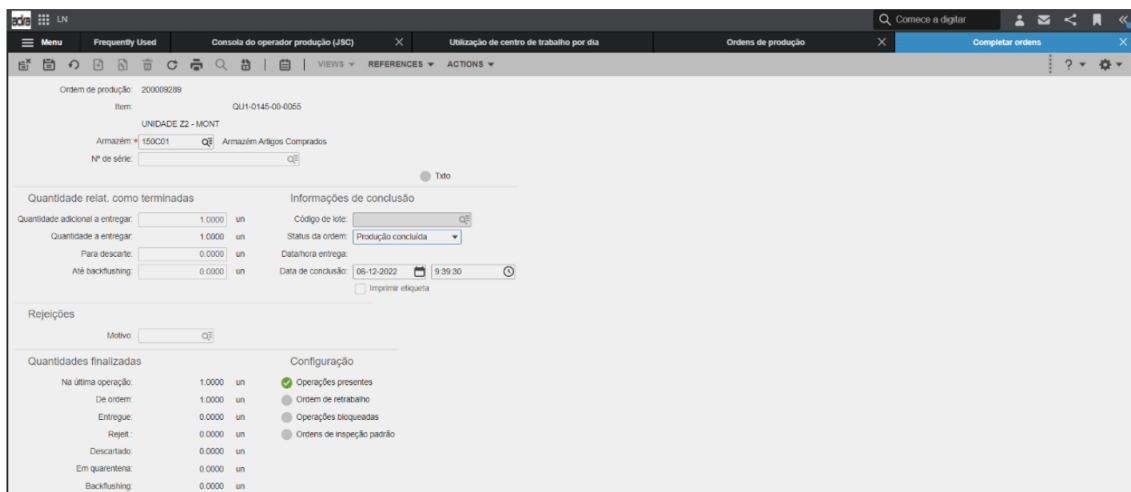 adira LN Comece a digitar
Menu Frequently Used Consola do operador produção (JSC) Utilização de centro de trabalho por dia Ordens de produção Completar ordens
VIEWS REFERENCES ACTIONS ?
Ordem de produção: 200009289
Item: QU1-0145-00-0055
UNIDADE Z2 - MONT
Armazém: * 150C01 Armazém Artigos Comprados
Nº de série:
Txto
Quantidade relat. como terminadas Informações de conclusão
Quantidade adicional a entregar: 1.0000 un Código de lote:
Quantidade a entregar: 1.0000 un Status da ordem: Produção concluída
Para descarte: 0.0000 un Data/hora entrega:
Até backflushing: 0.0000 un Data de conclusão: 06-12-2022 9:39:30
Imprimir etiqueta
Rejeições
Motivo:
Quantidades finalizadas Configuração
Na última operação: 1.0000 un Operações presentes
De ordem: 1.0000 un Ordem de retrabalho
Entregue: 0.0000 un Operações bloqueadas
Rejeit.: 0.0000 un Ordens de inspeção padrão
Descartado: 0.0000 un
Em quarentena: 0.0000 un
Backflushing: 0.0000 un